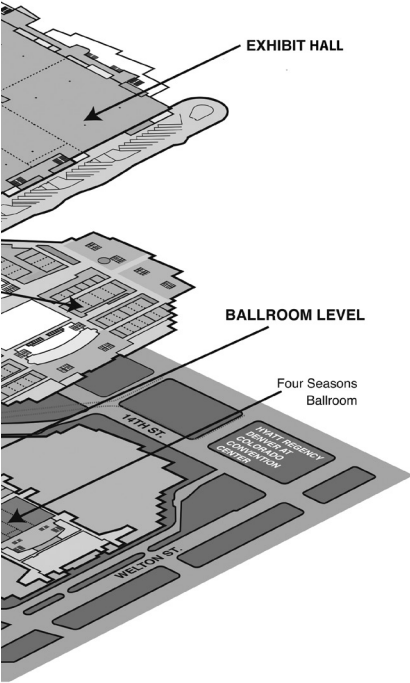 EXHIBIT HALL
BALLROOM LEVEL
Four Seasons
Ballroom
14TH ST.
HYATT REGENCY
DENVER AT
COLORADO
CONVENTION
CENTER
WELTON ST.